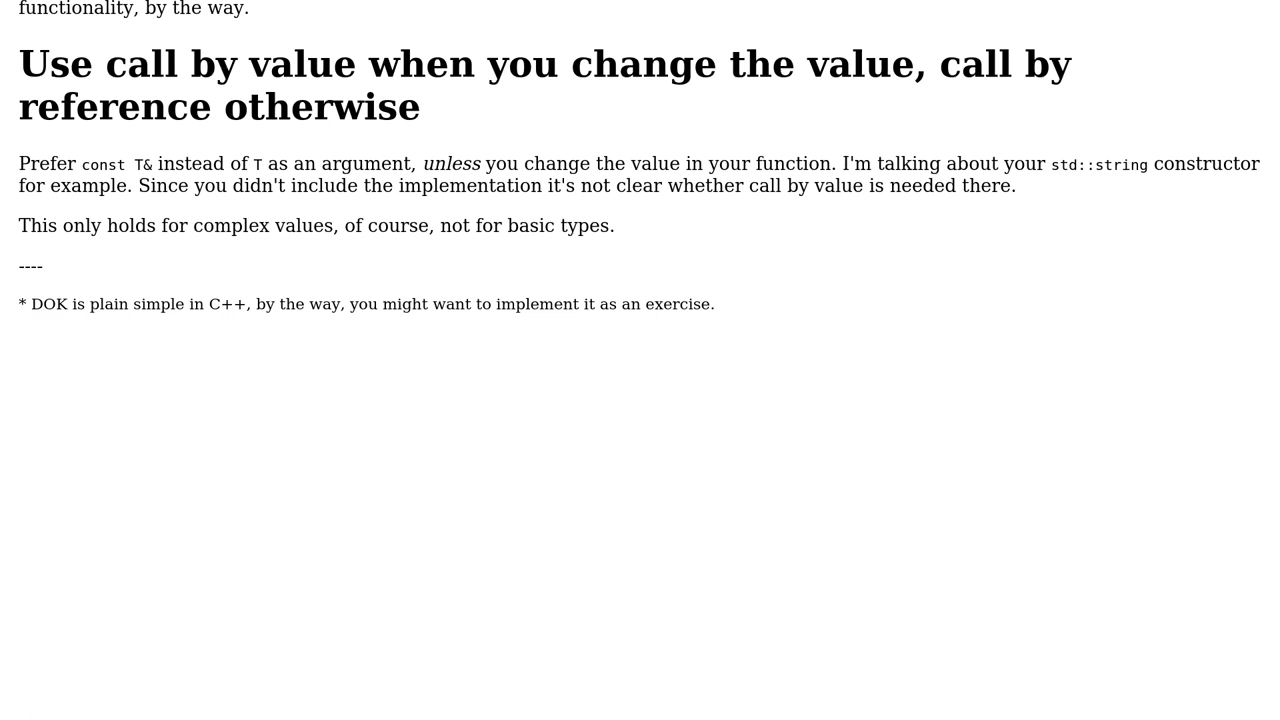 functionality, by the way.
Use call by value when you change the value, call by
reference otherwise
Prefer const T& instead of T as an argument, unless you change the value in your function. I'm talking about your std::string constructor
for example. Since you didn't include the implementation it's not clear whether call by value is needed there.
This only holds for complex values, of course, not for basic types.
----
* DOK is plain simple in C++, by the way, you might want to implement it as an exercise.